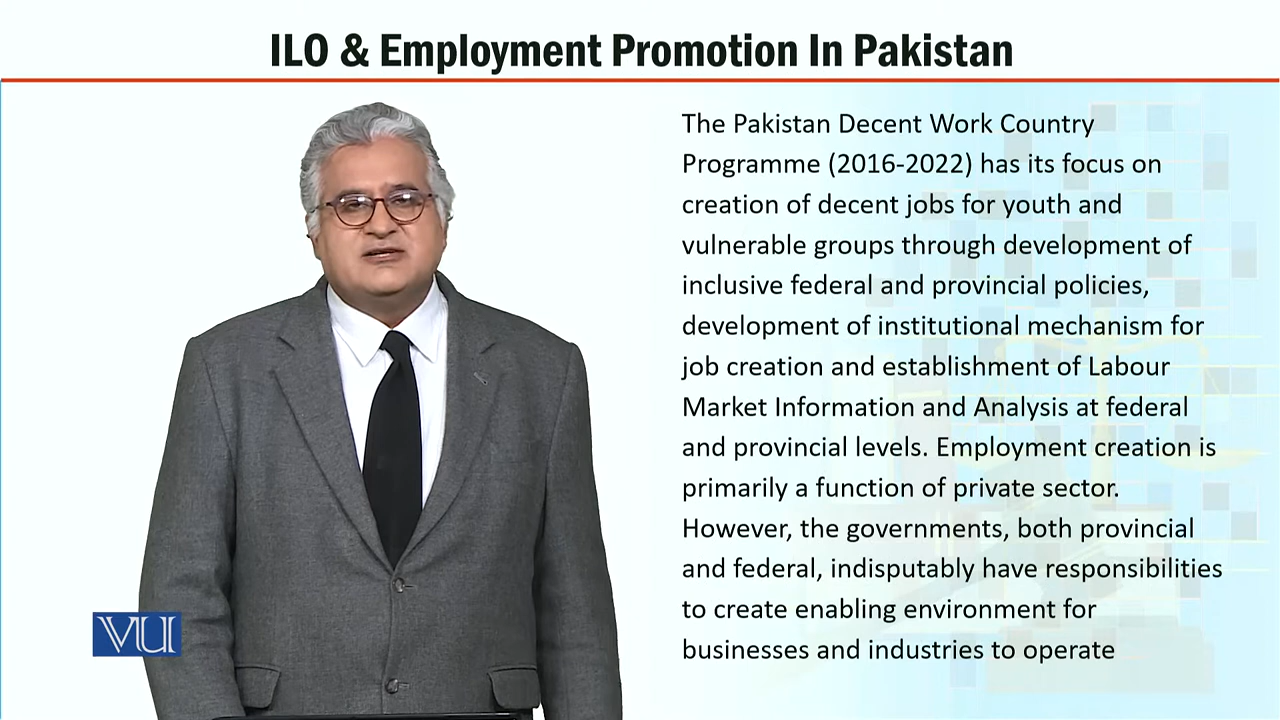 ILO & Employment Promotion In Pakistan
The Pakistan Decent Work Country
Programme (2016-2022) has its focus on
creation of decent jobs for youth and
vulnerable groups through development of
inclusive federal and provincial policies,
development of institutional mechanism for
job creation and establishment of Labour
Market Information and Analysis at federal
and provincial levels. Employment creation is
primarily a function of private sector.
However, the governments, both provincial
and federal, indisputably have responsibilities
to create enabling environment for
businesses and industries to operate
VU